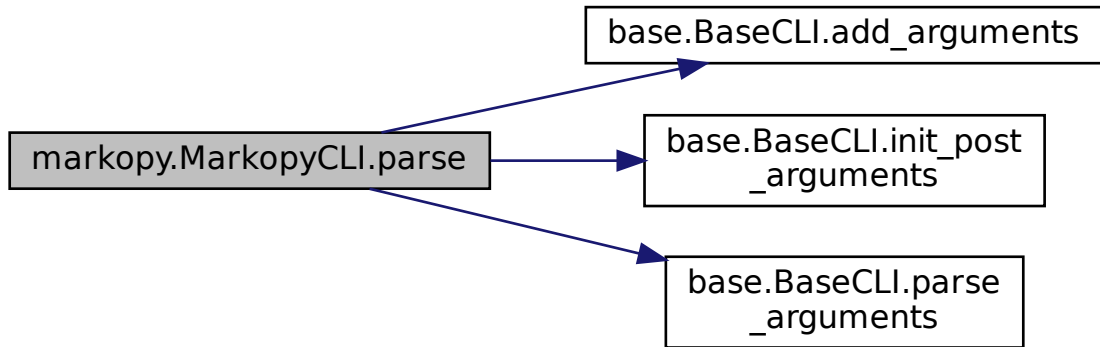 base.BaseCLI.add_arguments
markopy.MarkopyCLI.parse
base.BaseCLI.init_post
_arguments
base.BaseCLI.parse
_arguments